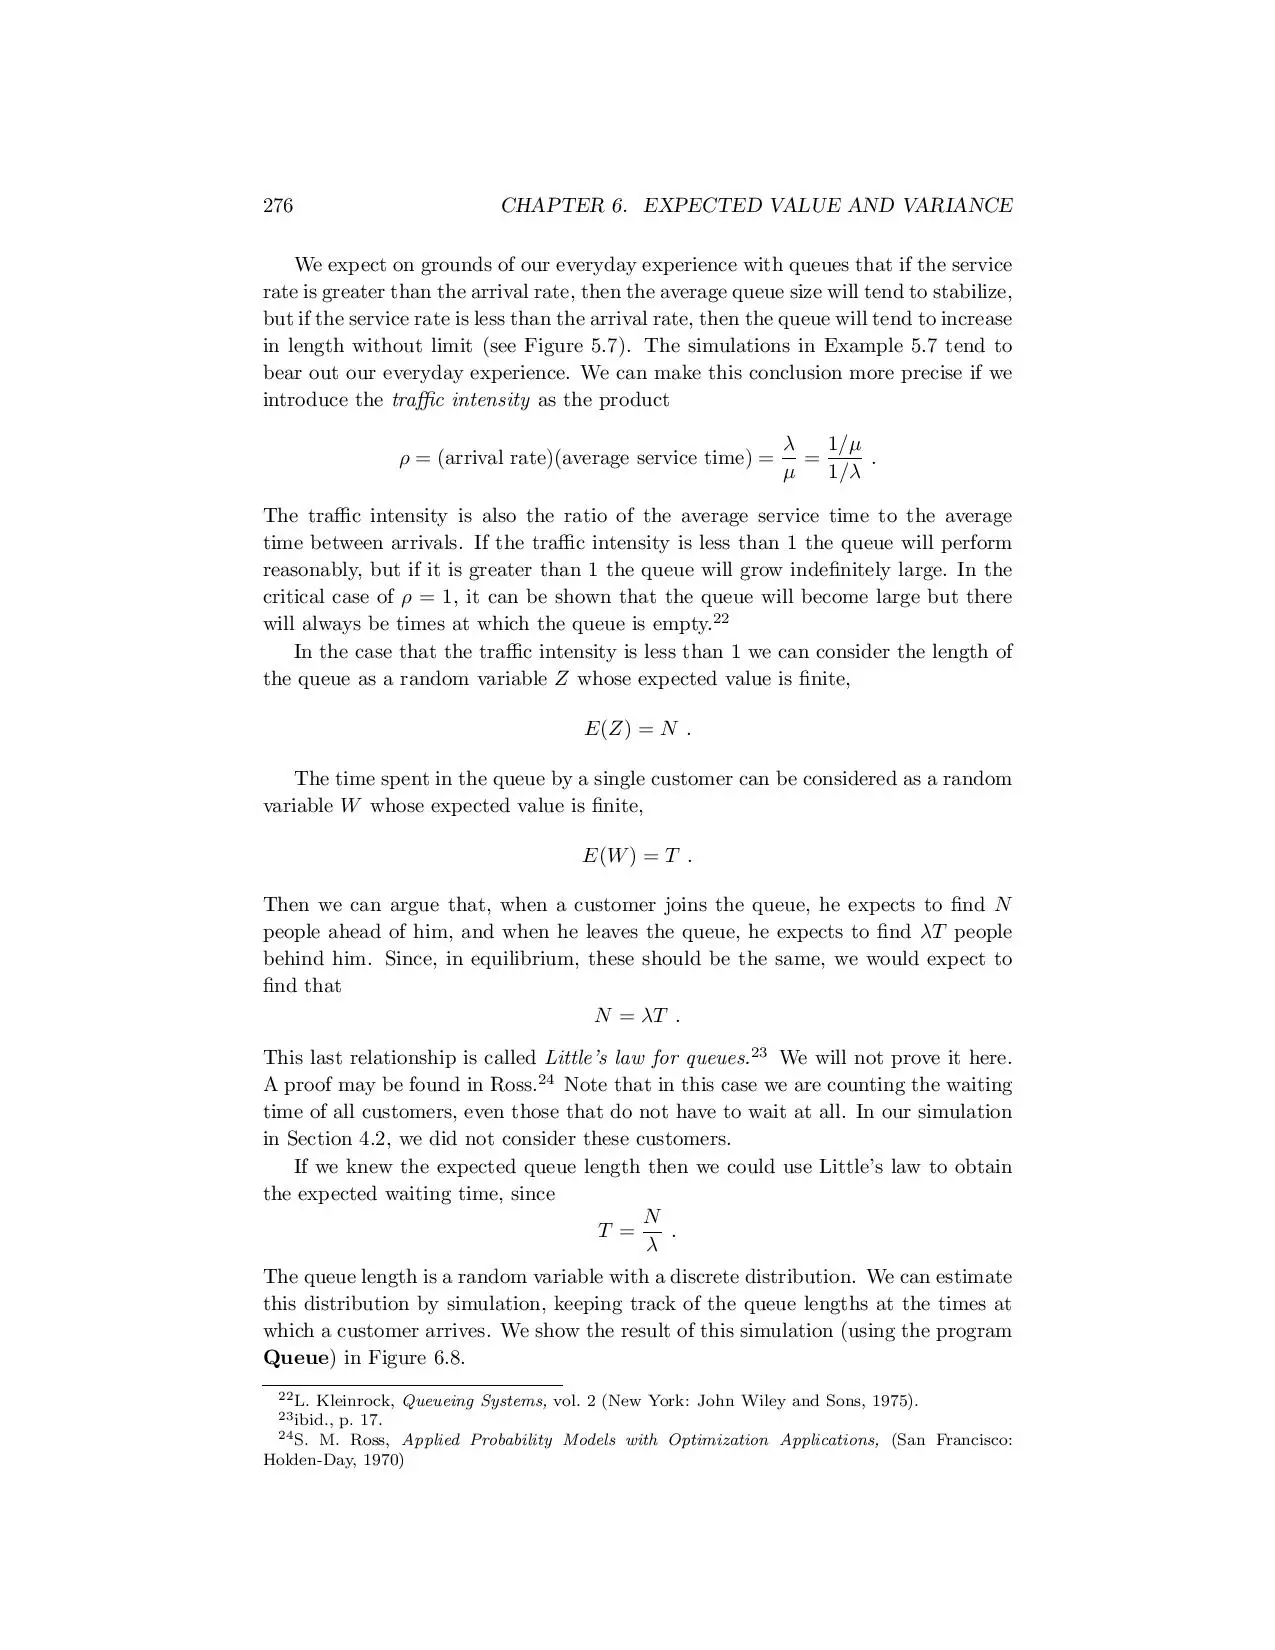 276 CHAPTER 6. EXPECTED VALUE AND VARIANCE
We expect on grounds of our everyday experience with queues that if the service
rate is greater than the arrival rate, then the average queue size will tend to stabilize,
but if the service rate is less than the arrival rate, then the queue will tend to increase
in length without limit (see Figure 5.7). The simulations in Example 5.7 tend to
bear out our everyday experience. We can make this conclusion more precise if we
introduce the traffic intensity as the product
ρ = (arrival rate)(average service time) = λ/μ = (1/μ)/(1/λ) .
The traffic intensity is also the ratio of the average service time to the average
time between arrivals. If the traffic intensity is less than 1 the queue will perform
reasonably, but if it is greater than 1 the queue will grow indefinitely large. In the
critical case of ρ = 1, it can be shown that the queue will become large but there
will always be times at which the queue is empty.22
In the case that the traffic intensity is less than 1 we can consider the length of
the queue as a random variable Z whose expected value is finite,
E(Z) = N .
The time spent in the queue by a single customer can be considered as a random
variable W whose expected value is finite,
E(W) = T .
Then we can argue that, when a customer joins the queue, he expects to find N
people ahead of him, and when he leaves the queue, he expects to find λT people
behind him. Since, in equilibrium, these should be the same, we would expect to
find that
N = λT .
This last relationship is called Little's law for queues.23 We will not prove it here.
A proof may be found in Ross.24 Note that in this case we are counting the waiting
time of all customers, even those that do not have to wait at all. In our simulation
in Section 4.2, we did not consider these customers.
If we knew the expected queue length then we could use Little's law to obtain
the expected waiting time, since
T = N/λ .
The queue length is a random variable with a discrete distribution. We can estimate
this distribution by simulation, keeping track of the queue lengths at the times at
which a customer arrives. We show the result of this simulation (using the program
Queue) in Figure 6.8.
22L. Kleinrock, Queueing Systems, vol. 2 (New York: John Wiley and Sons, 1975).
23ibid., p. 17.
24S. M. Ross, Applied Probability Models with Optimization Applications, (San Francisco:
Holden-Day, 1970)